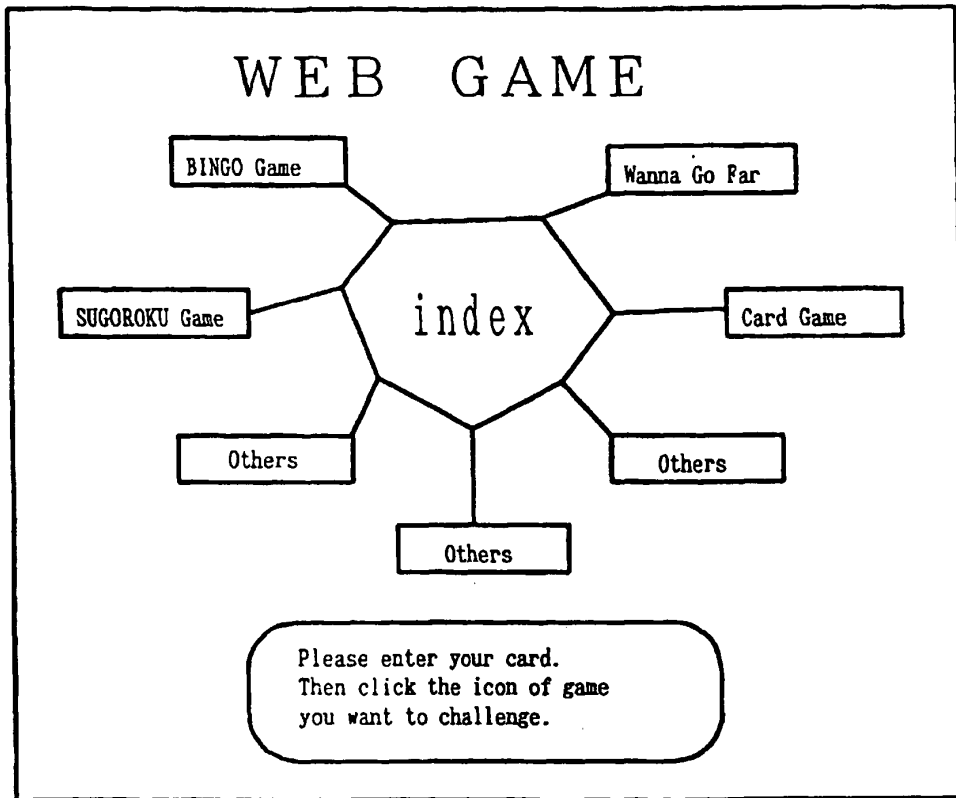 WEB GAME
BINGO Game
Wanna Go Far
SUGOROKU Game
index
Card Game
Others
Others
Others
Please enter your card.
Then click the icon of game
you want to challenge.